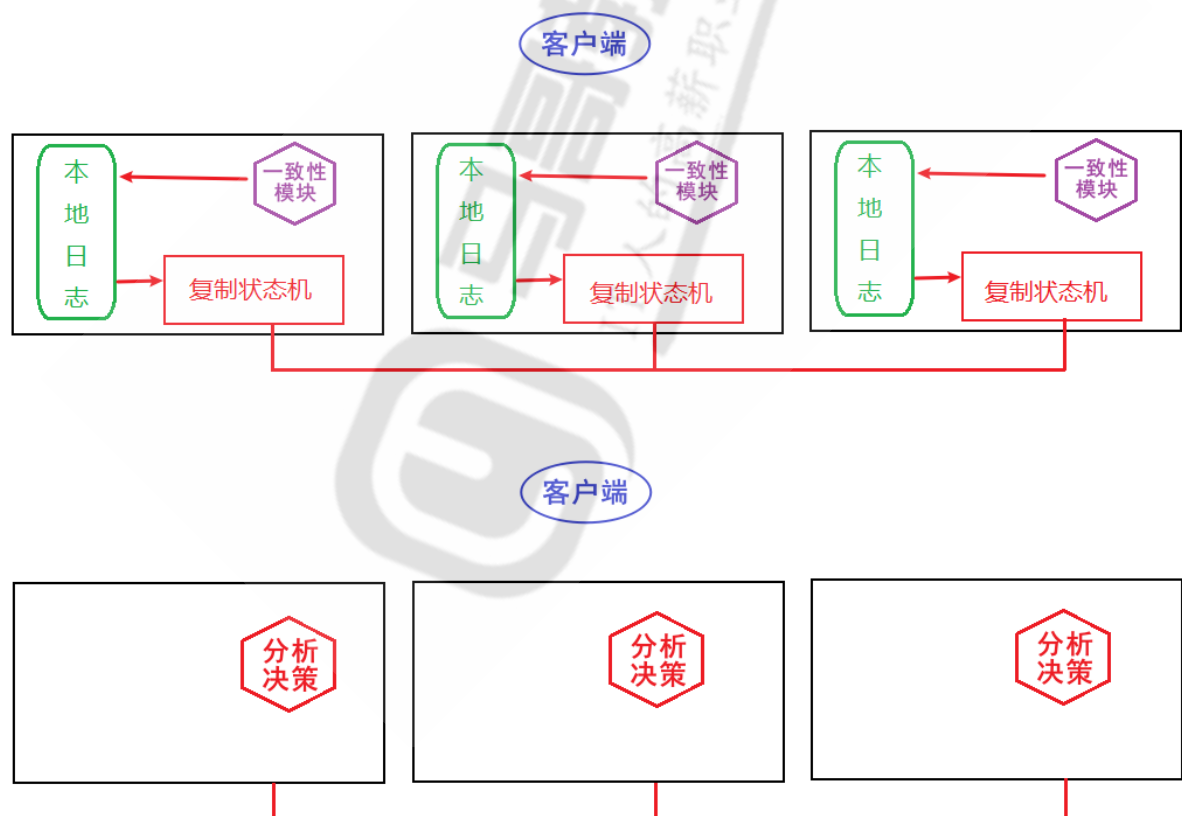 客户端
本
地
日
志
一致性
模块
复制状态机
本
地
日
志
一致性
模块
复制状态机
本
地
日
志
一致性
模块
复制状态机
客户端
分析
决策
分析
决策
分析
决策